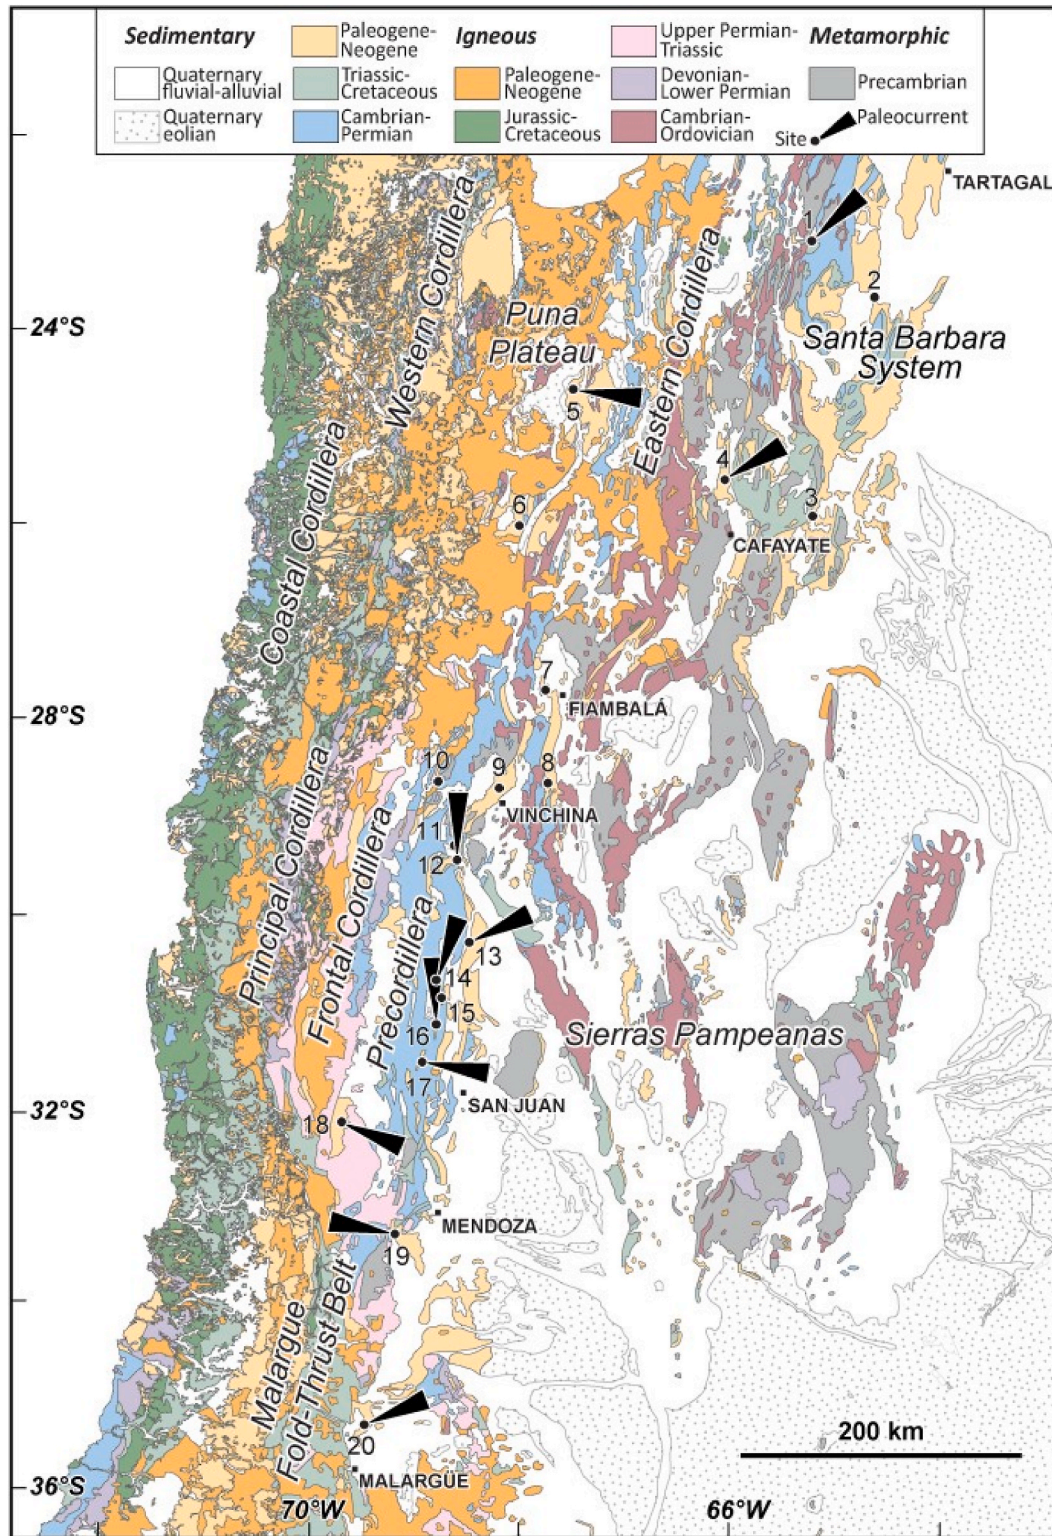 Sedimentary
Quaternary
fluvial-alluvial
Quaternary
eolian
Paleogene-
Neogene
Triassic-
Cretaceous
Cambrian-
Permian
Igneous
Paleogene-
Neogene
Jurassic-
Cretaceous
Upper Permian-
Triassic
Devonian-
Lower Permian
Cambrian-
Ordovician
Metamorphic
Precambrian
Paleocurrent
Site
TARTAGAL
1
2
24°S
Western Cordillera
Puna
Plateau
Eastern Cordillera
Santa Barbara
System
5
4
3
6
CAFAYATE
Coastal Cordillera
7
FIAMBALÁ
28°S
10
9
8
VINCHINA
11
12
Principal Cordillera
Frontal Cordillera
Precordillera
13
14
15
16
17
Sierras Pampeanas
32°S
SAN JUAN
18
MENDOZA
19
Malargüe
Fold-Thrust Belt
20
MALARGÜE
200 km
36°S
70°W
66°W